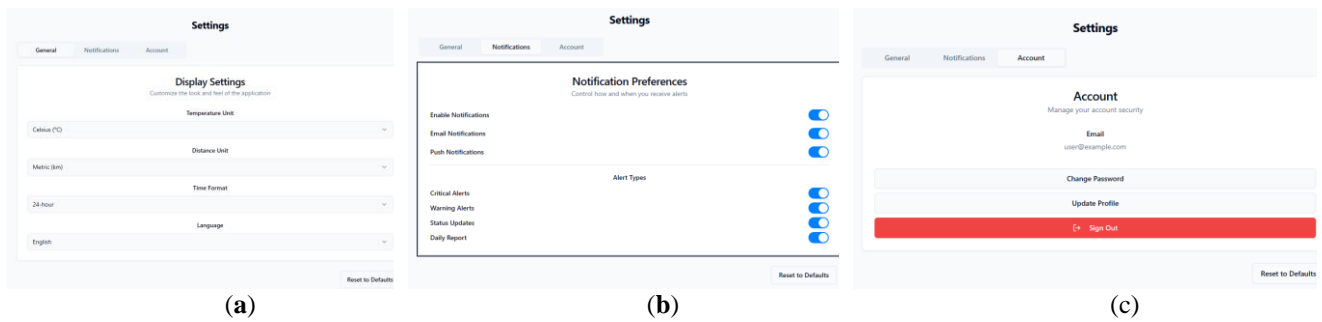 Settings
General Notifications Account
Display Settings
Customize the look and feel of the application
Temperature Unit
Celsius (°C)
Distance Unit
Metric (km)
Time Format
24-hour
Language
English
Reset to Defaults
(a)
Settings
General Notifications Account
Notification Preferences
Control how and when you receive alerts
Enable Notifications
Email Notifications
Push Notifications
Alert Types
Critical Alerts
Warning Alerts
Status Updates
Daily Report
Reset to Defaults
(b)
Settings
General Notifications Account
Account
Manage your account security
Email
user@example.com
Change Password
Update Profile
Sign Out
Reset to Defaults
(c)